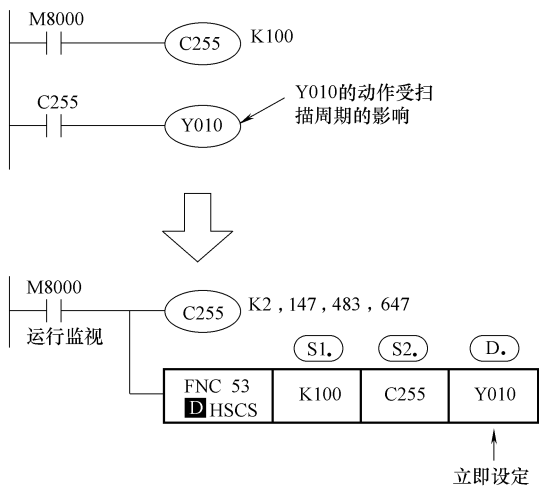 M8000
C255
K100
C255
Y010
Y010的动作受扫
描周期的影响
M8000
运行监视
C255
K2,147,483,647
S1.
S2.
D.
FNC 53
D HSCS
K100
C255
Y010
立即设定